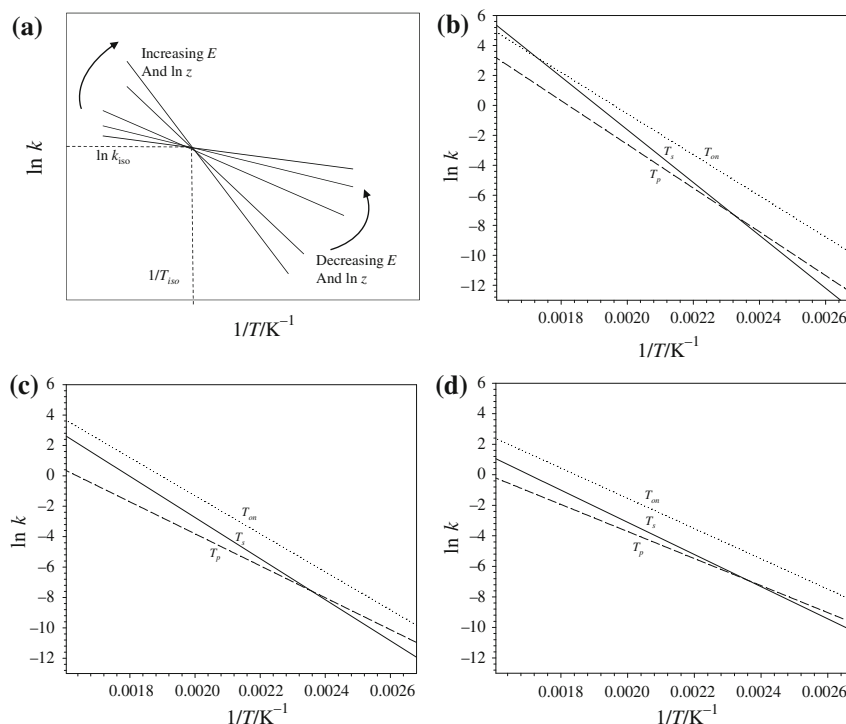 (a)
Increasing E
And ln z
ln k
ln k_iso
1/T_iso
Decreasing E
And ln z
1/T/K⁻¹
(b)
6
4
2
0
−2
−4
−6
−8
−10
−12
ln k
T_s
T_on
T_p
0.0018 0.0020 0.0022 0.0024 0.0026
1/T/K⁻¹
(c)
6
4
2
0
−2
−4
−6
−8
−10
−12
ln k
T_on
T_s
T_p
0.0018 0.0020 0.0022 0.0024 0.0026
1/T/K⁻¹
(d)
6
4
2
0
−2
−4
−6
−8
−10
−12
ln k
T_on
T_s
T_p
0.0018 0.0020 0.0022 0.0024 0.0026
1/T/K⁻¹